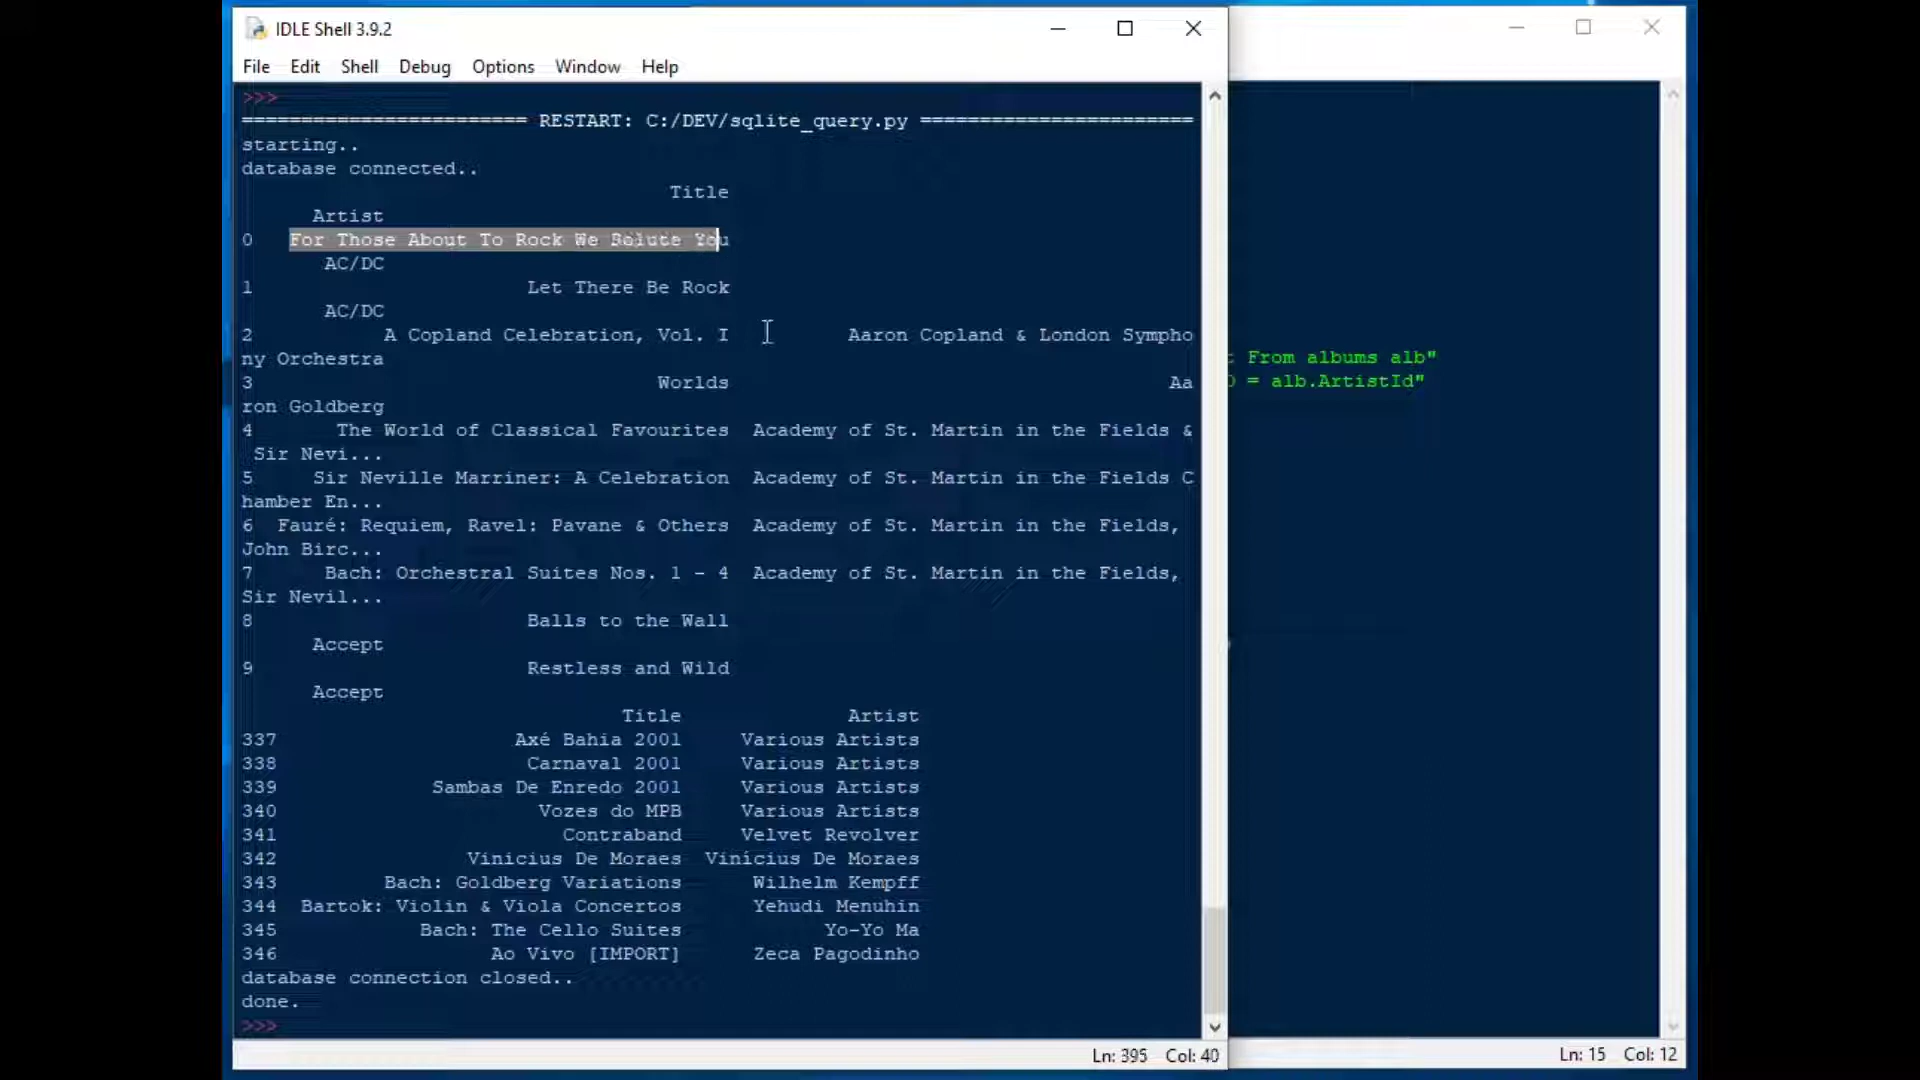 IDLE Shell 3.9.2
File Edit Shell Debug Options Window Help
>>>
======================== RESTART: C:/DEV/sqlite_query.py =======================
starting..
database connected..
Title
Artist
0 For Those About To Rock We Salute You
AC/DC
1 Let There Be Rock
AC/DC
2 A Copland Celebration, Vol. I Aaron Copland & London Sympho
ny Orchestra
3 Worlds Aa
ron Goldberg
4 The World of Classical Favourites Academy of St. Martin in the Fields &
Sir Nevi...
5 Sir Neville Marriner: A Celebration Academy of St. Martin in the Fields C
hamber En...
6 Fauré: Requiem, Ravel: Pavane & Others Academy of St. Martin in the Fields,
John Birc...
7 Bach: Orchestral Suites Nos. 1 - 4 Academy of St. Martin in the Fields,
Sir Nevil...
8 Balls to the Wall
Accept
9 Restless and Wild
Accept
Title Artist
337 Axé Bahia 2001 Various Artists
338 Carnaval 2001 Various Artists
339 Sambas De Enredo 2001 Various Artists
340 Vozes do MPB Various Artists
341 Contraband Velvet Revolver
342 Vinicius De Moraes Vinícius De Moraes
343 Bach: Goldberg Variations Wilhelm Kempff
344 Bartok: Violin & Viola Concertos Yehudi Menuhin
345 Bach: The Cello Suites Yo-Yo Ma
346 Ao Vivo [IMPORT] Zeca Pagodinho
database connection closed..
done.
>>>
Ln: 395 Col: 40
From albums alb"
= alb.ArtistId"
Ln: 15 Col: 12